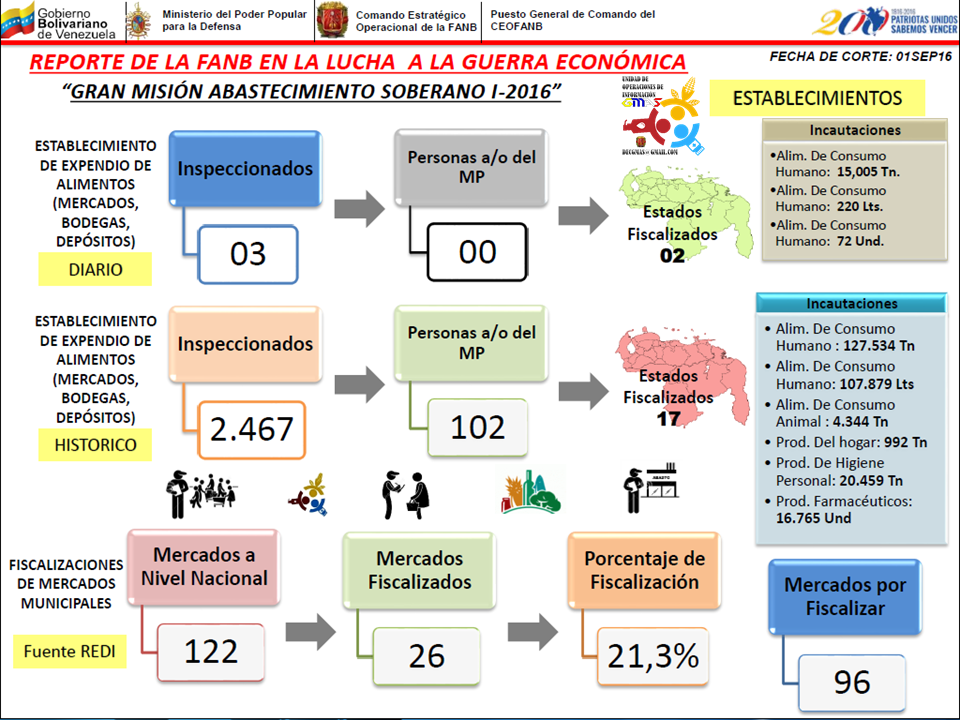 Gobierno
Bolivariano
de Venezuela
Ministerio del Poder Popular
para la Defensa
Comando Estratégico
Operacional de la FANB
Puesto General de Comando del
CEOFANB
200
1816-2016
PATRIOTAS UNIDOS
SABEMOS VENCER
REPORTE DE LA FANB EN LA LUCHA A LA GUERRA ECONÓMICA
FECHA DE CORTE: 01SEP16
"GRAN MISIÓN ABASTECIMIENTO SOBERANO I-2016"
UNIDAD DE
OPERACIONES DE
INFORMACIÓN
GMAS
ESTABLECIMIENTOS
ESTABLECIMIENTO
DE EXPENDIO DE
ALIMENTOS
(MERCADOS,
BODEGAS,
DEPÓSITOS)
DIARIO
Inspeccionados
03
Personas a/o del
MP
00
Estados
Fiscalizados
02
Incautaciones
•Alim. De Consumo
Humano: 15,005 Tn.
•Alim. De Consumo
Humano: 220 Lts.
•Alim. De Consumo
Humano: 72 Und.
ESTABLECIMIENTO
DE EXPENDIO DE
ALIMENTOS
(MERCADOS,
BODEGAS,
DEPÓSITOS)
HISTORICO
Inspeccionados
2.467
Personas a/o del
MP
102
Estados
Fiscalizados
17
Incautaciones
• Alim. De Consumo
Humano : 127.534 Tn
• Alim. De Consumo
Humano: 107.879 Lts
• Alim. De Consumo
Animal : 4.344 Tn
• Prod. Del hogar: 992 Tn
• Prod. De Higiene
Personal: 20.459 Tn
• Prod. Farmacéuticos:
16.765 Und
ABASTO
FISCALIZACIONES
DE MERCADOS
MUNICIPALES
Fuente REDI
Mercados a
Nivel Nacional
122
Mercados
Fiscalizados
26
Porcentaje de
Fiscalización
21,3%
Mercados por
Fiscalizar
96